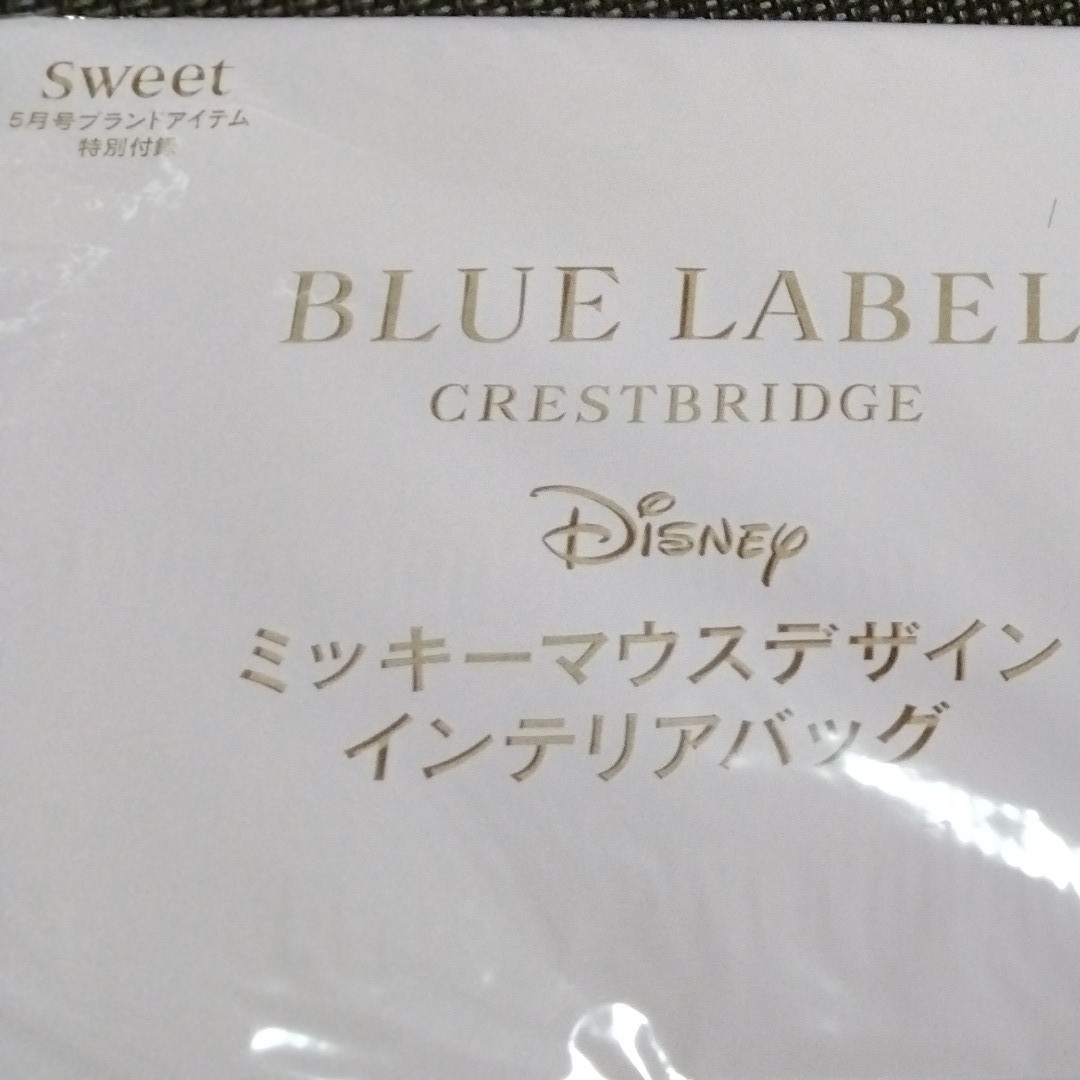 sweet
5月号ブランドアイテム
特別付録
BLUE LABEL
CRESTBRIDGE
Disney
ミッキーマウスデザイン
インテリアバッグ